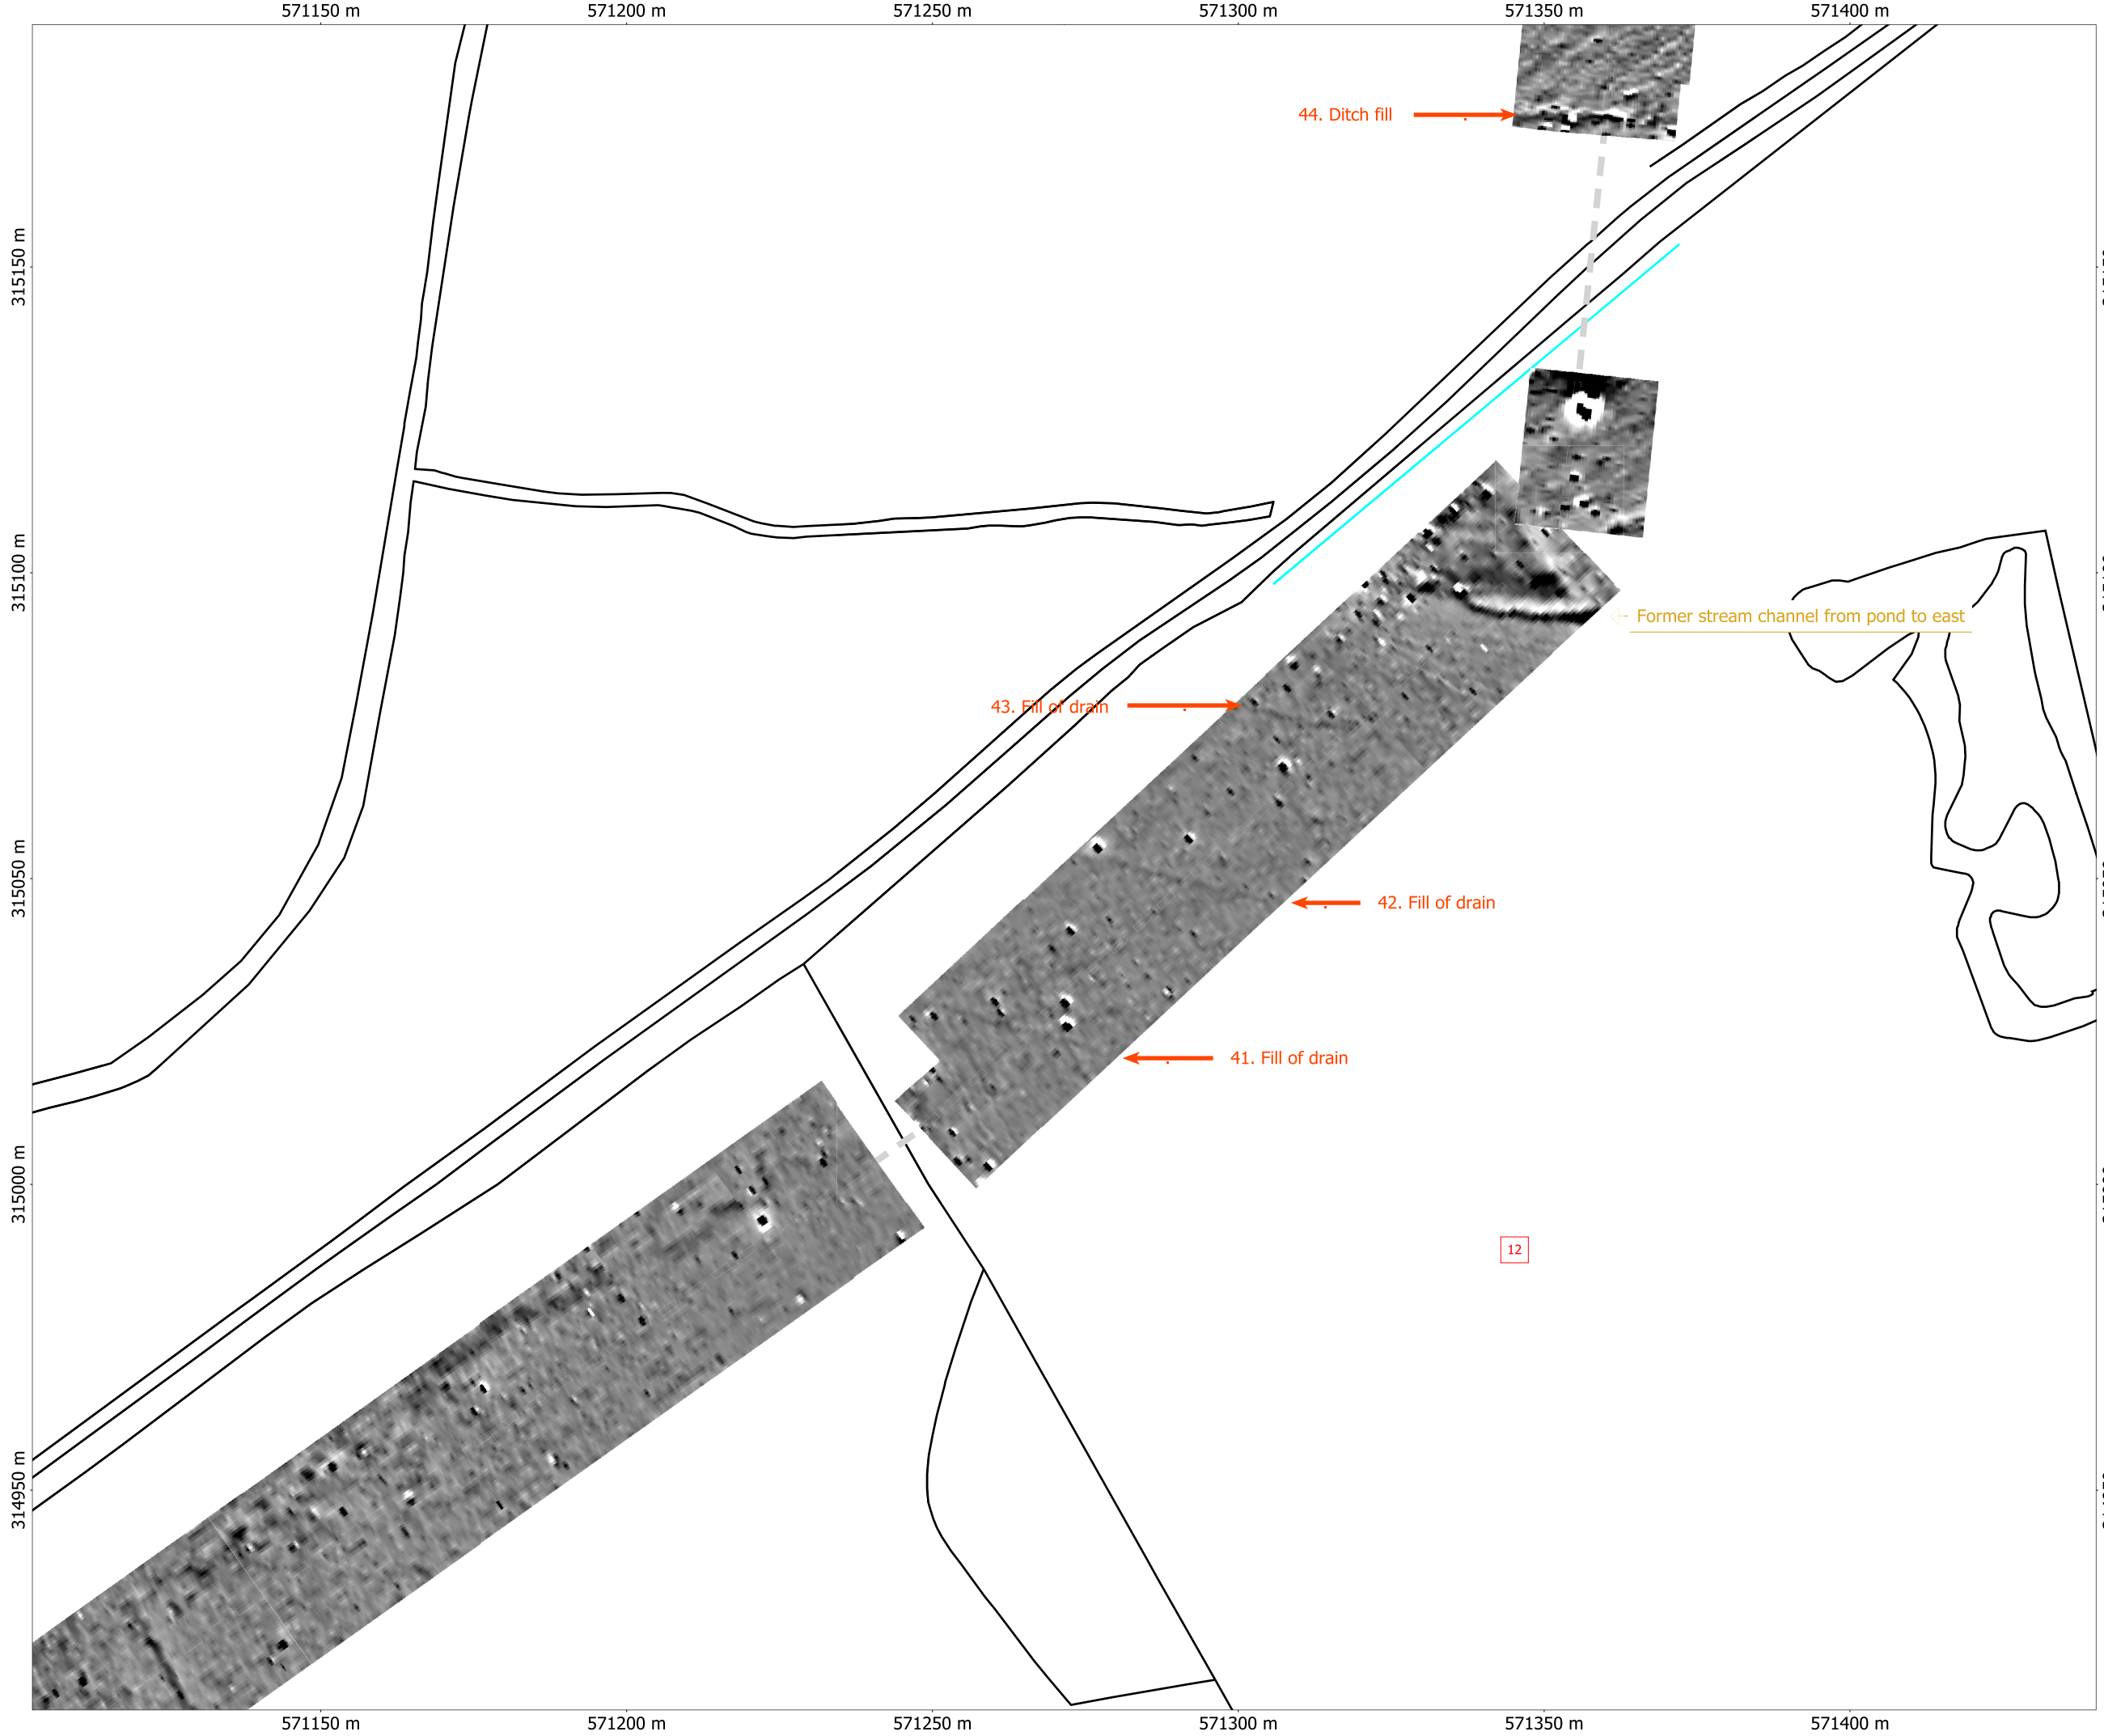 571150 m 571200 m 571250 m 571300 m 571350 m 571400 m
44. Ditch fill
315150 m
315100 m
Former stream channel from pond to east
43. Fill of drain
315050 m
42. Fill of drain
41. Fill of drain
315000 m
12
314950 m
571150 m 571200 m 571250 m 571300 m 571350 m 571400 m